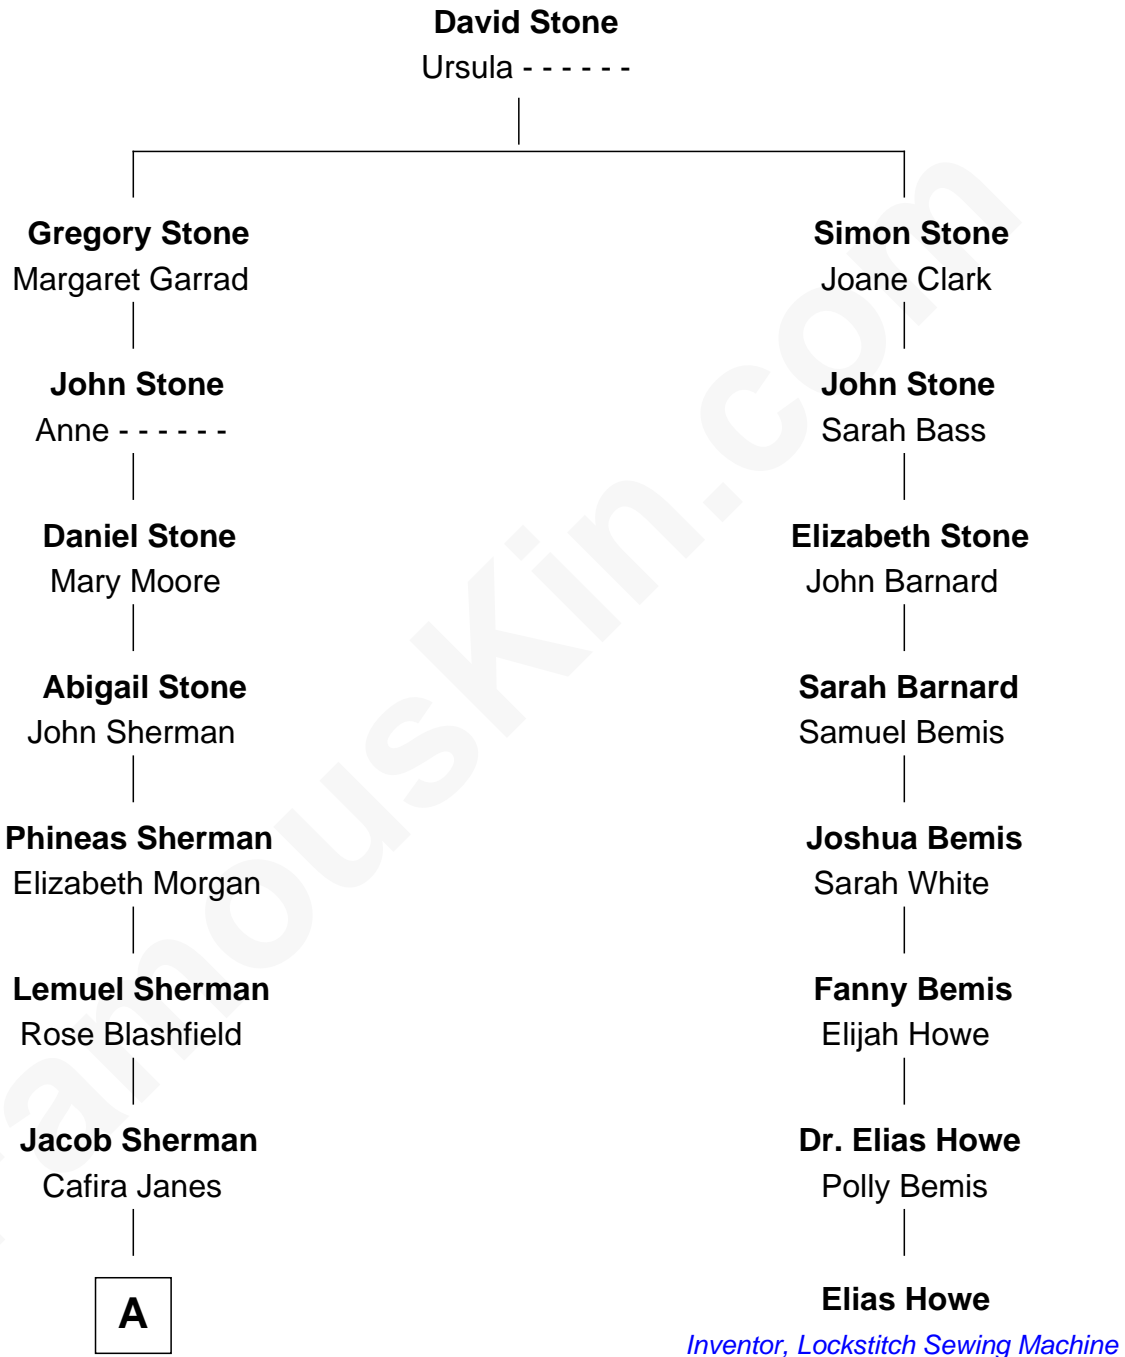 David Stone
Ursula - - - - - -
Gregory Stone
Margaret Garrad
John Stone
Anne - - - - - -
Daniel Stone
Mary Moore
Abigail Stone
John Sherman
Phineas Sherman
Elizabeth Morgan
Lemuel Sherman
Rose Blashfield
Jacob Sherman
Cafira Janes
A
Simon Stone
Joane Clark
John Stone
Sarah Bass
Elizabeth Stone
John Barnard
Sarah Barnard
Samuel Bemis
Joshua Bemis
Sarah White
Fanny Bemis
Elijah Howe
Dr. Elias Howe
Polly Bemis
Elias Howe
Inventor, Lockstitch Sewing Machine
FamousKin.com